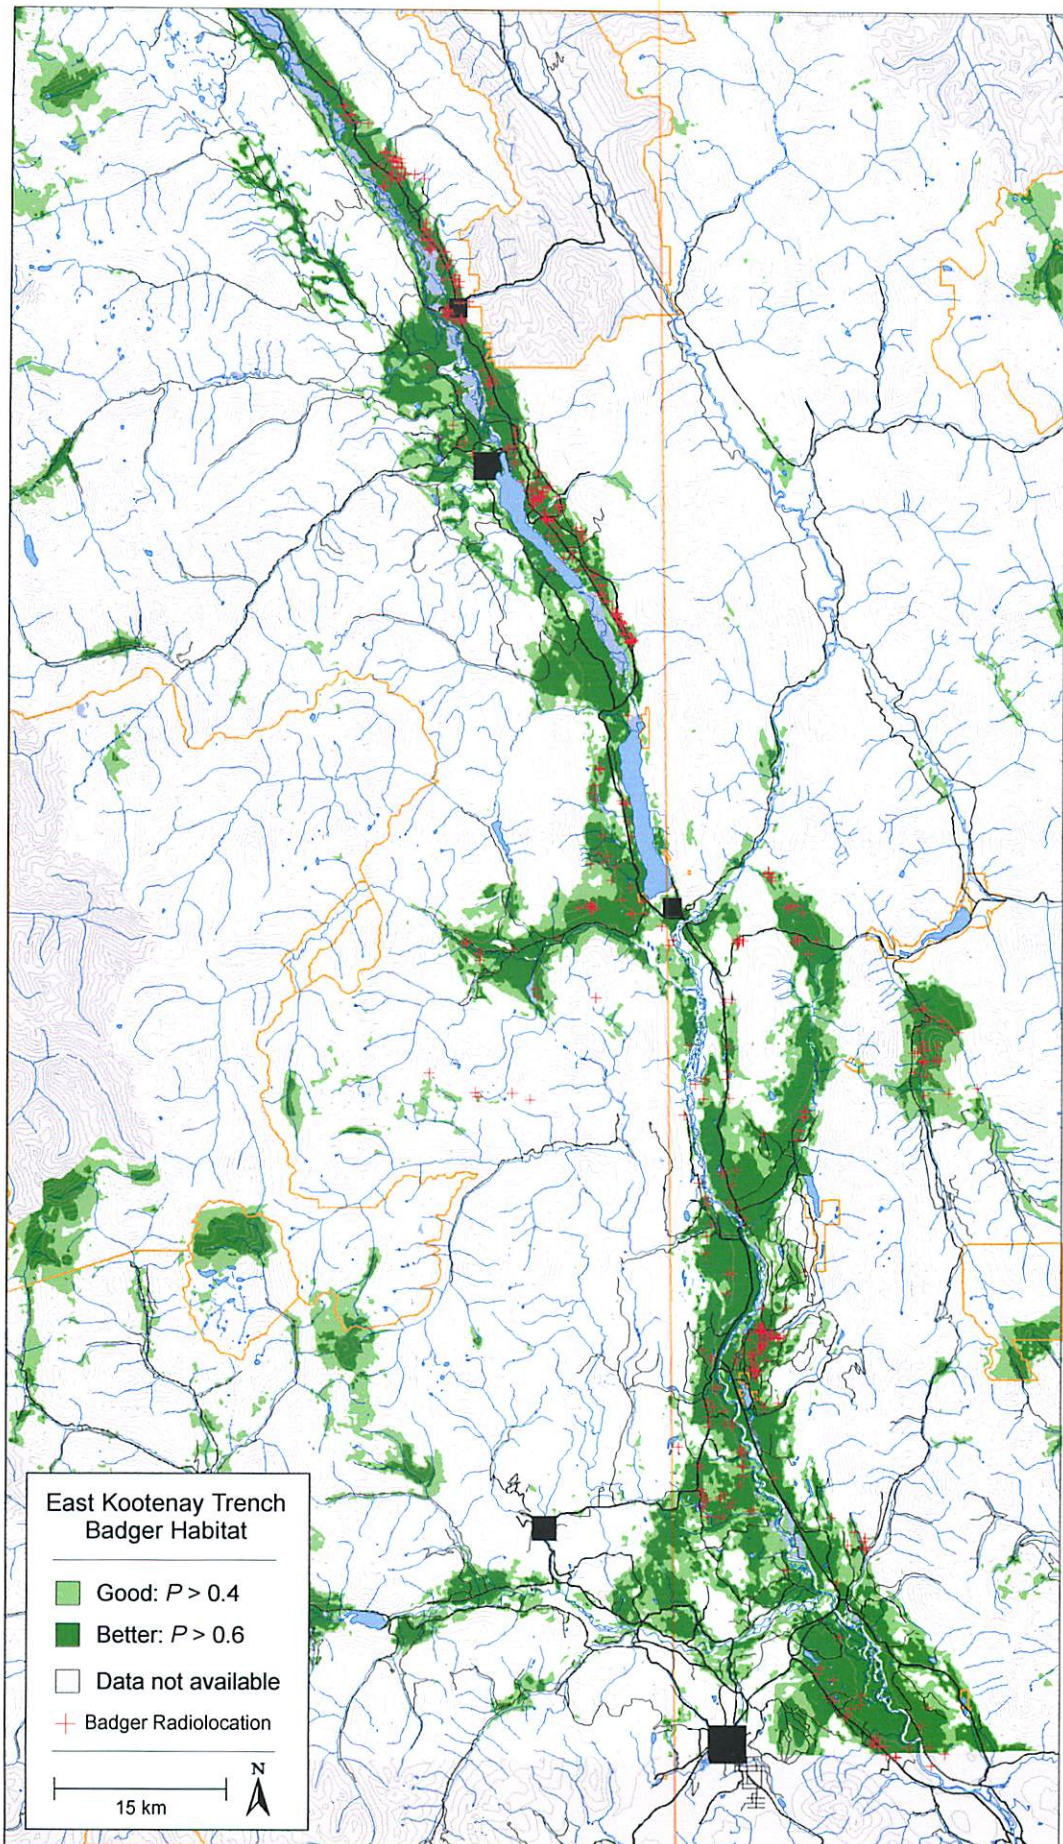 East Kootenay Trench
Badger Habitat
Good: P > 0.4
Better: P > 0.6
Data not available
Badger Radiolocation
15 km
N